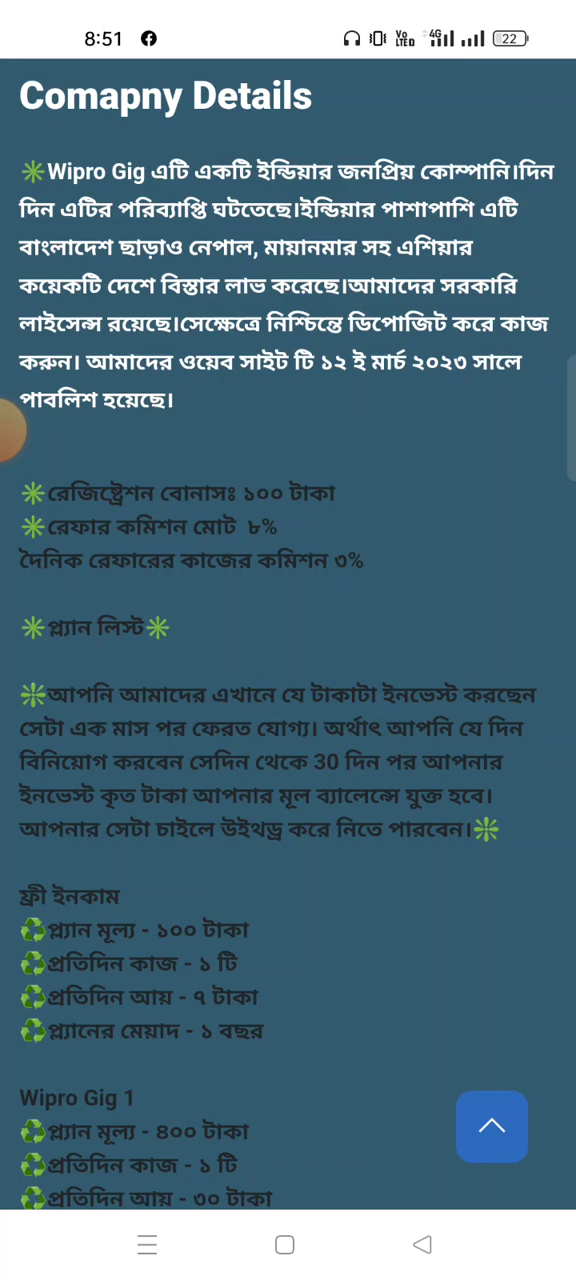 8:51
Vo LTED
4G
22
Comapny Details
✳️Wipro Gig এটি একটি ইন্ডিয়ার জনপ্রিয় কোম্পানি।দিন
দিন এটির পরিব্যাপ্তি ঘটতেছে।ইন্ডিয়ার পাশাপাশি এটি
বাংলাদেশ ছাড়াও নেপাল, মায়ানমার সহ এশিয়ার
কয়েকটি দেশে বিস্তার লাভ করেছে।আমাদের সরকারি
লাইসেন্স রয়েছে।সেক্ষেত্রে নিশ্চিন্তে ডিপোজিট করে কাজ
করুন। আমাদের ওয়েব সাইট টি ১২ ই মার্চ ২০২৩ সালে
পাবলিশ হয়েছে।
✳️রেজিষ্ট্রেশন বোনাসঃ ১০০ টাকা
✳️রেফার কমিশন মোট ৮%
দৈনিক রেফারের কাজের কমিশন ৩%
✳️প্ল্যান লিস্ট✳️
❇️আপনি আমাদের এখানে যে টাকাটা ইনভেস্ট করছেন
সেটা এক মাস পর ফেরত যোগ্য। অর্থাৎ আপনি যে দিন
বিনিয়োগ করবেন সেদিন থেকে 30 দিন পর আপনার
ইনভেস্ট কৃত টাকা আপনার মূল ব্যালেন্সে যুক্ত হবে।
আপনার সেটা চাইলে উইথড্র করে নিতে পারবেন।❇️
ফ্রী ইনকাম
♻️প্ল্যান মূল্য - ১০০ টাকা
♻️প্রতিদিন কাজ - ১ টি
♻️প্রতিদিন আয় - ৭ টাকা
♻️প্ল্যানের মেয়াদ - ১ বছর
Wipro Gig 1
♻️প্ল্যান মূল্য - ৪০০ টাকা
♻️প্রতিদিন কাজ - ১ টি
♻️প্রতিদিন আয় - ৩০ টাকা